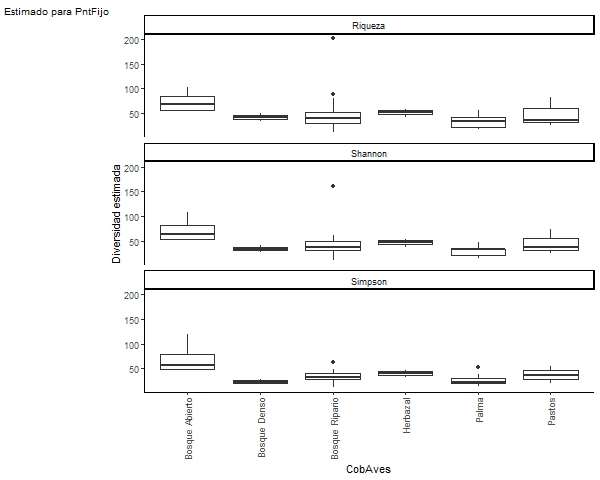 Estimado para PntFijo
Riqueza
200
150
100
50
Shannon
200
150
100
50
Simpson
200
150
100
50
Diversidad estimada
Bosque Abierto
Bosque Denso
Bosque Ripario
Herbazal
Palma
Pastos
CobAves